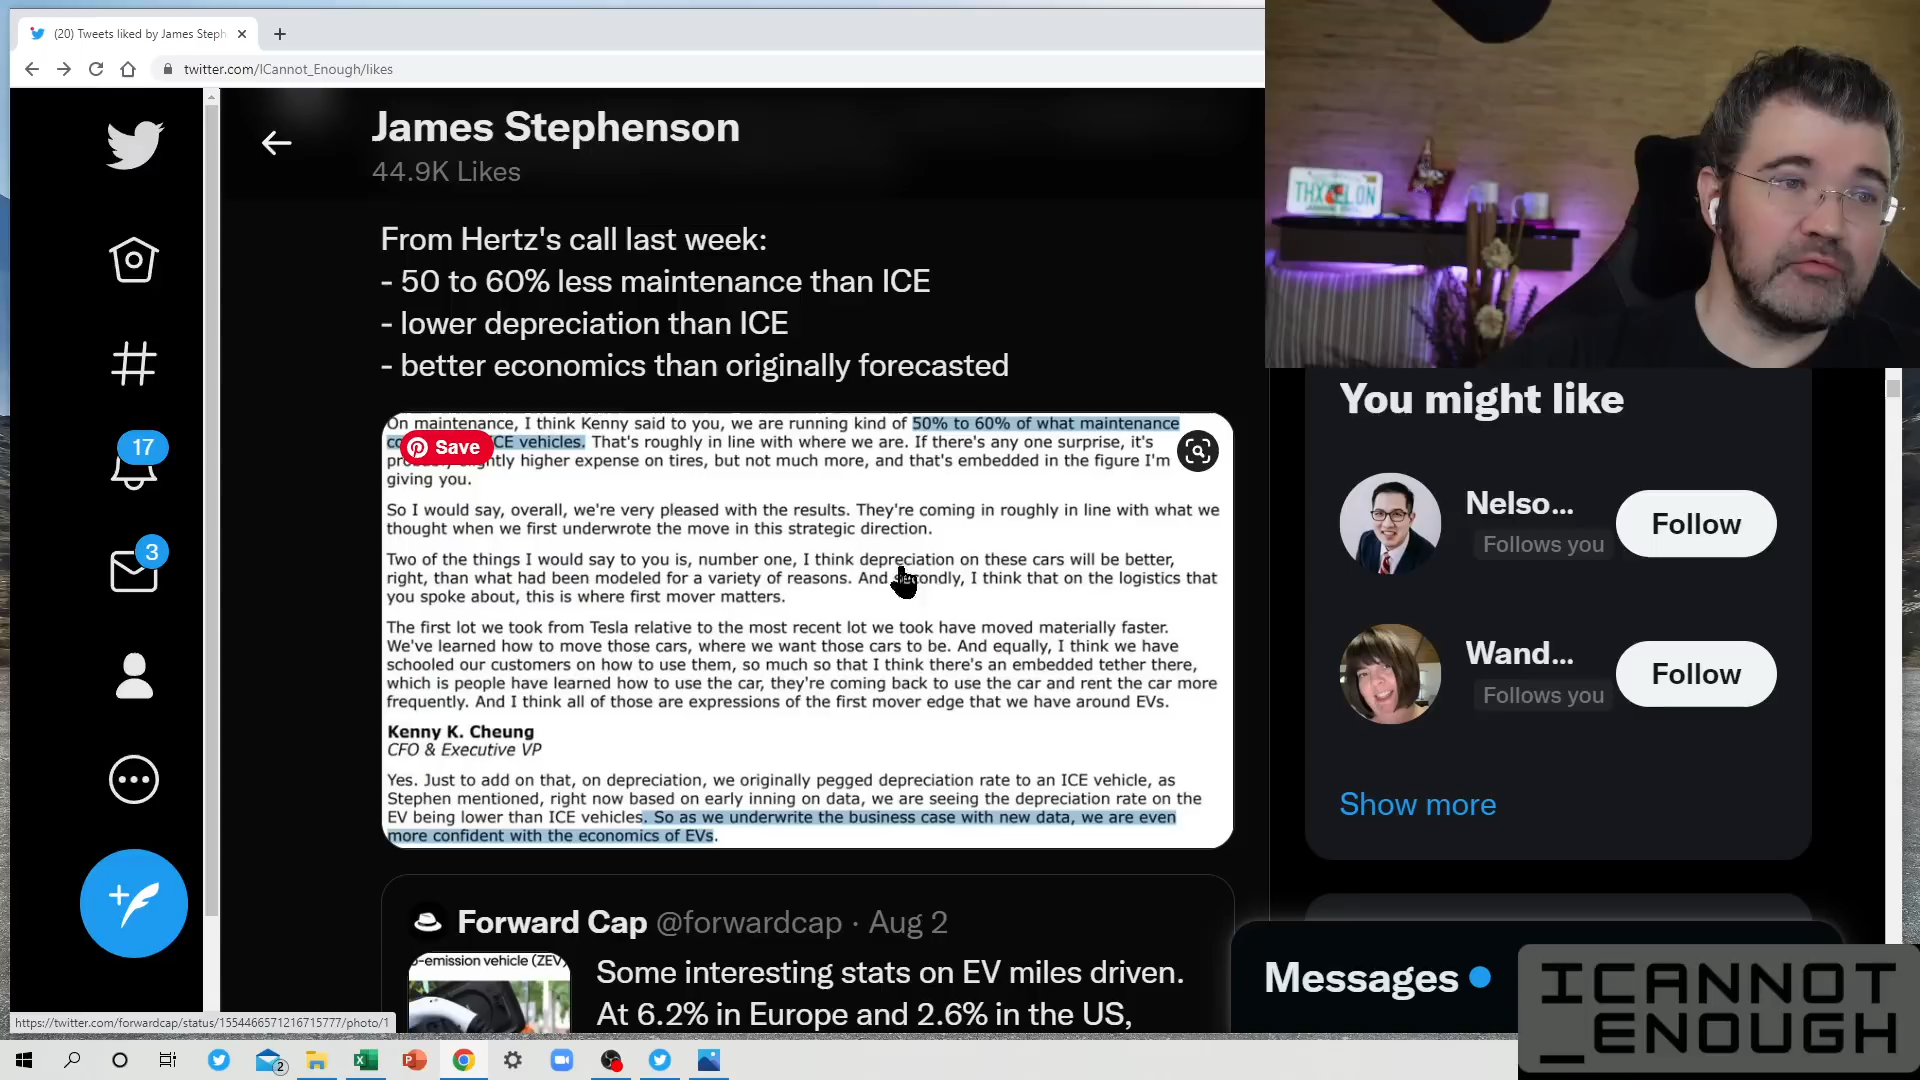 (20) Tweets liked by James Steph
twitter.com/ICannot_Enough/likes
James Stephenson
44.9K Likes
From Hertz's call last week:
- 50 to 60% less maintenance than ICE
- lower depreciation than ICE
- better economics than originally forecasted
On maintenance, I think Kenny said to you, we are running kind of 50% to 60% of what maintenance
CE vehicles. That's roughly in line with where we are. If there's any one surprise, it's
Save
higher expense on tires, but not much more, and that's embedded in the figure I'm
giving you.
So I would say, overall, we're very pleased with the results. They're coming in roughly in line with what we
thought when we first underwrote the move in this strategic direction.
Two of the things I would say to you is, number one, I think depreciation on these cars will be better,
right, than what had been modeled for a variety of reasons. And secondly, I think that on the logistics that
you spoke about, this is where first mover matters.
The first lot we took from Tesla relative to the most recent lot we took have moved materially faster.
We've learned how to move those cars, where we want those cars to be. And equally, I think we have
schooled our customers on how to use them, so much so that I think there's an embedded tether there,
which is people have learned how to use the car, they're coming back to use the car and rent the car more
frequently. And I think all of those are expressions of the first mover edge that we have around EVs.
Kenny K. Cheung
CFO & Executive VP
Yes. Just to add on that, on depreciation, we originally pegged depreciation rate to an ICE vehicle, as
Stephen mentioned, right now based on early inning on data, we are seeing the depreciation rate on the
EV being lower than ICE vehicles. So as we underwrite the business case with new data, we are even
more confident with the economics of EVs.
Forward Cap @forwardcap · Aug 2
o-emission vehicle (ZEV)
Some interesting stats on EV miles driven.
At 6.2% in Europe and 2.6% in the US,
17
3
You might like
Nelso...
Follows you
Follow
Wand...
Follows you
Follow
Show more
Messages
https://twitter.com/forwardcap/status/1554466571216715777/photo/1
2
ICANNOT
_ENOUGH